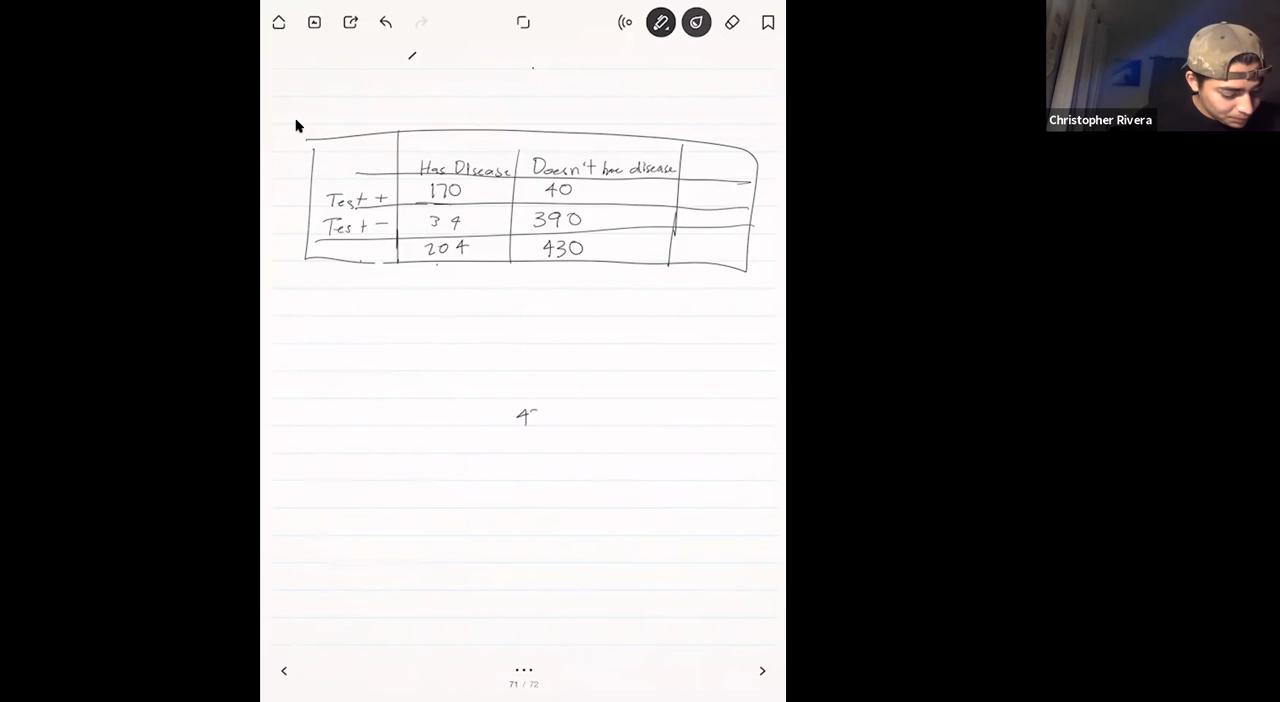 Christopher Rivera
Has Disease Doesn't have disease
Test + 170 40
Test - 34 390
204 430
4
71 / 72